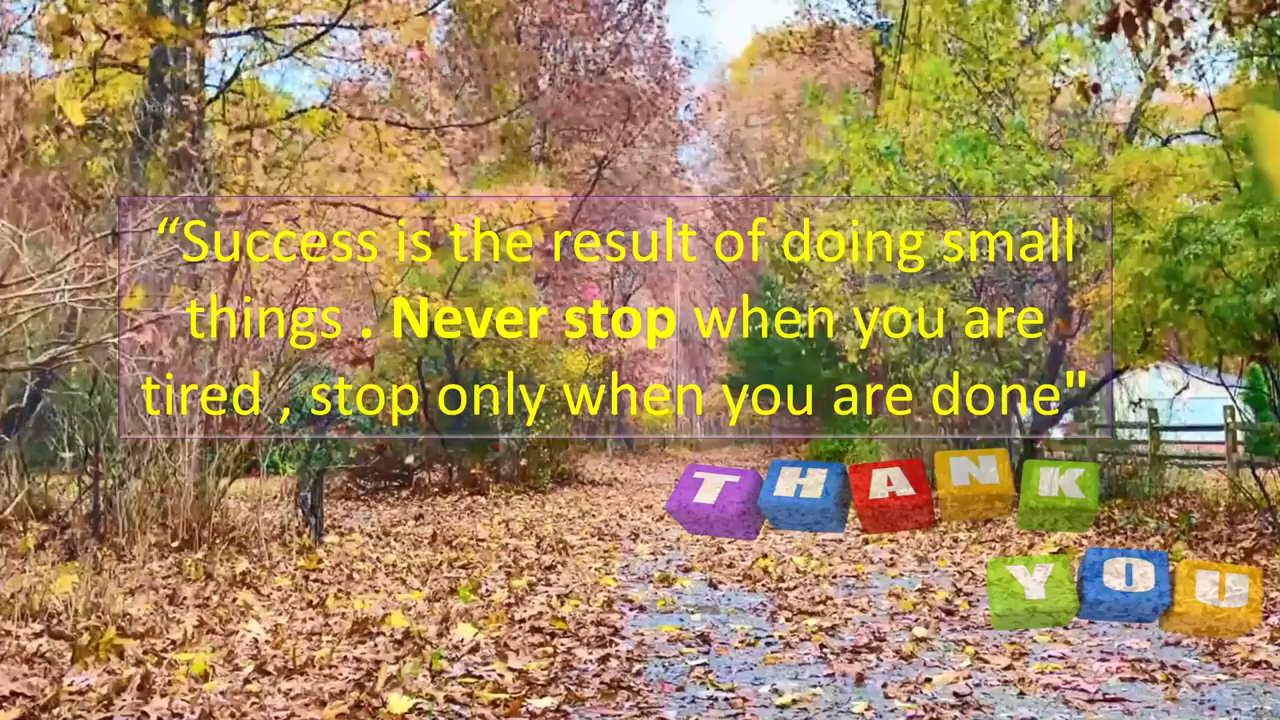 “Success is the result of doing small
things . Never stop when you are
tired , stop only when you are done"
THANK
YOU